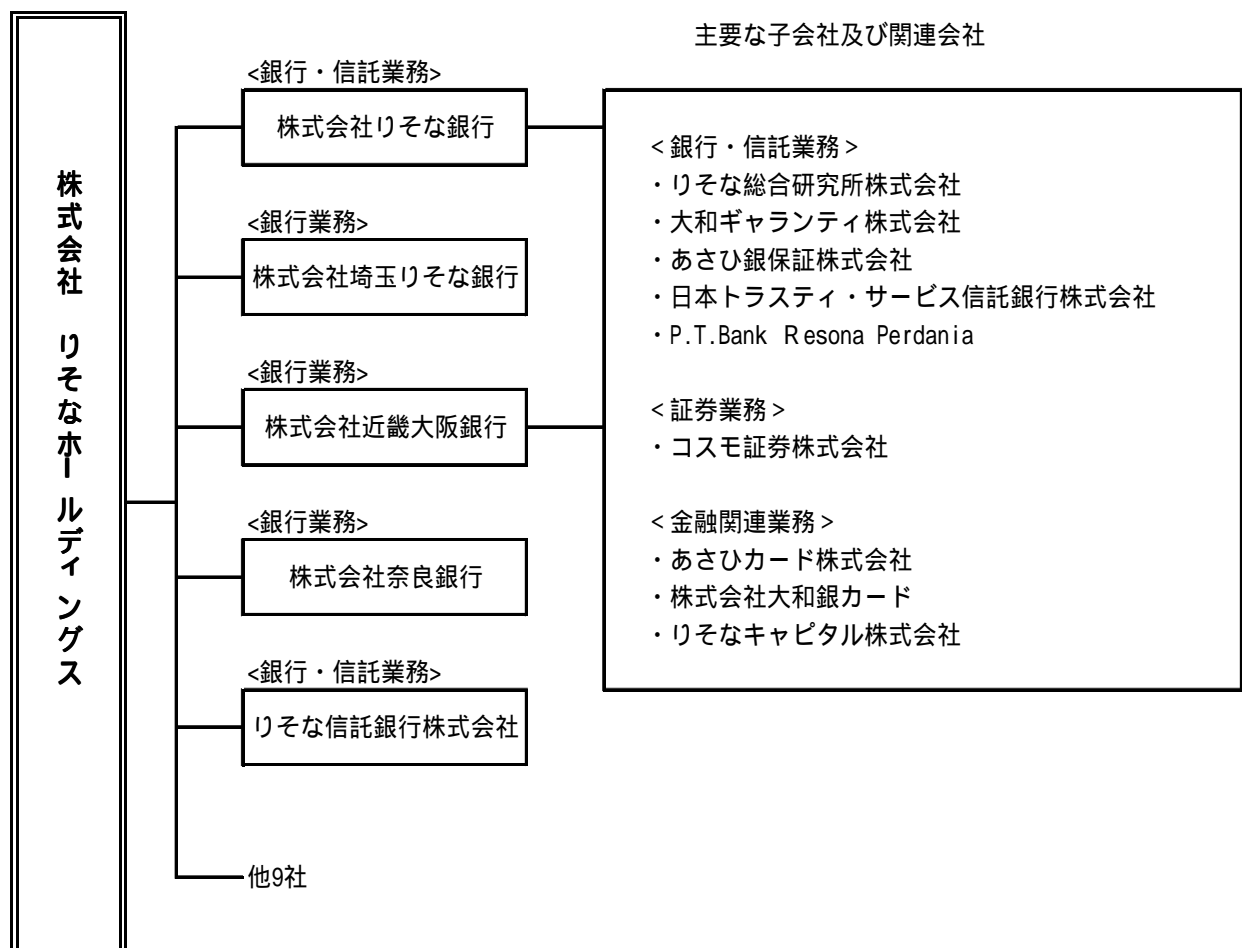 株式会社 りそなホールディングス
主要な子会社及び関連会社
<銀行・信託業務>
株式会社りそな銀行
<銀行業務>
株式会社埼玉りそな銀行
<銀行業務>
株式会社近畿大阪銀行
<銀行業務>
株式会社奈良銀行
<銀行・信託業務>
りそな信託銀行株式会社
他9社
＜銀行・信託業務＞
・りそな総合研究所株式会社
・大和ギャランティ株式会社
・あさひ銀保証株式会社
・日本トラスティ・サービス信託銀行株式会社
・P.T.Bank Resona Perdania
＜証券業務＞
・コスモ証券株式会社
＜金融関連業務＞
・あさひカード株式会社
・株式会社大和銀カード
・りそなキャピタル株式会社